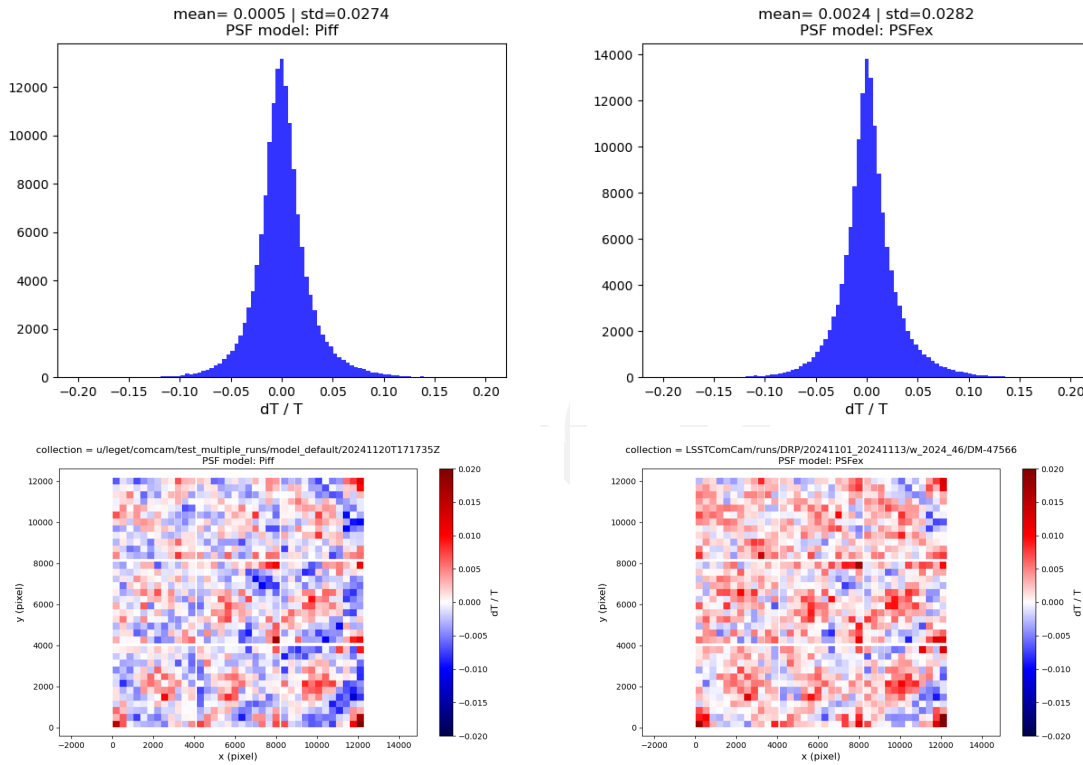 mean= 0.0005 | std=0.0274
PSF model: Piff
12000
10000
8000
6000
4000
2000
0
−0.20 −0.15 −0.10 −0.05 0.00 0.05 0.10 0.15 0.20
dT / T
mean= 0.0024 | std=0.0282
PSF model: PSFex
14000
12000
10000
8000
6000
4000
2000
0
−0.20 −0.15 −0.10 −0.05 0.00 0.05 0.10 0.15 0.20
dT / T
collection = u/leget/comcam/test_multiple_runs/model_default/20241120T171735Z
PSF model: Piff
12000
10000
8000
6000
4000
2000
0
y (pixel)
−2000 0 2000 4000 6000 8000 10000 12000 14000
x (pixel)
0.020
0.015
0.010
0.005
0.000
−0.005
−0.010
−0.015
−0.020
dT / T
collection = LSSTComCam/runs/DRP/20241101_20241113/w_2024_46/DM-47566
PSF model: PSFex
12000
10000
8000
6000
4000
2000
0
y (pixel)
−2000 0 2000 4000 6000 8000 10000 12000 14000
x (pixel)
0.020
0.015
0.010
0.005
0.000
−0.005
−0.010
−0.015
−0.020
dT / T